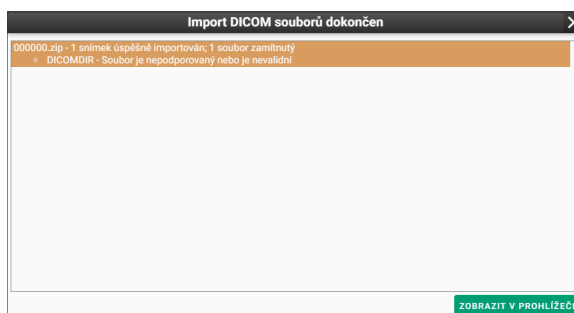 Import DICOM souborů dokončen
000000.zip - 1 snímek úspěšně importován; 1 soubor zamítnutý
DICOMDIR - Soubor je nepodporovaný nebo je nevalidní
ZOBRAZIT V PROHLÍŽEČI